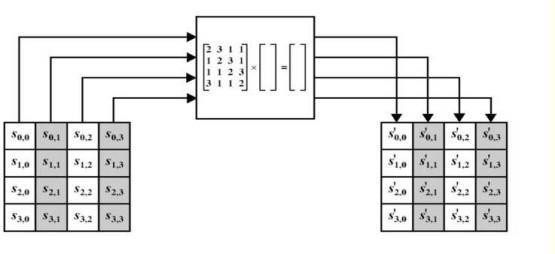 2 3 1 1
1 2 3 1
1 1 2 3
3 1 1 2
× =
s0,0 s0,1 s0,2 s0,3
s1,0 s1,1 s1,2 s1,3
s2,0 s2,1 s2,2 s2,3
s3,0 s3,1 s3,2 s3,3
s'0,0 s'0,1 s'0,2 s'0,3
s'1,0 s'1,1 s'1,2 s'1,3
s'2,0 s'2,1 s'2,2 s'2,3
s'3,0 s'3,1 s'3,2 s'3,3